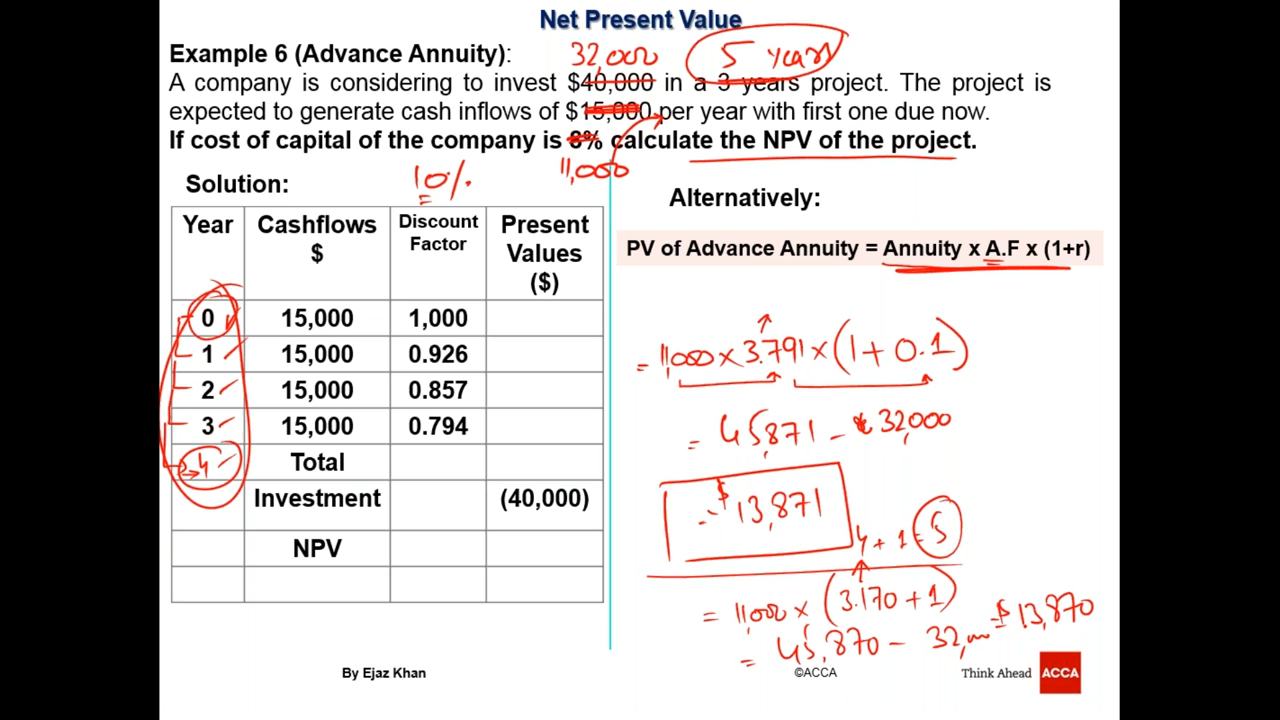 Net Present Value
Example 6 (Advance Annuity):
32,000
5 years
A company is considering to invest $40,000 in a 3 years project. The project is
expected to generate cash inflows of $15,000 per year with first one due now.
If cost of capital of the company is 8% calculate the NPV of the project.
11,000
10%
Solution:
Year Cashflows $ Discount Factor Present Values ($)
0 15,000 1,000
1 15,000 0.926
2 15,000 0.857
3 15,000 0.794
4 Total
Investment (40,000)
NPV
Alternatively:
PV of Advance Annuity = Annuity x A.F x (1+r)
= 11,000 x 3.791 x (1 + 0.1)
= 45,871 - 32,000
= $13,871
4 + 1 = 5
= 11,000 x (3.170 + 1)
= 45,870 - 32,000 = $13,870
By Ejaz Khan
©ACCA
Think Ahead ACCA